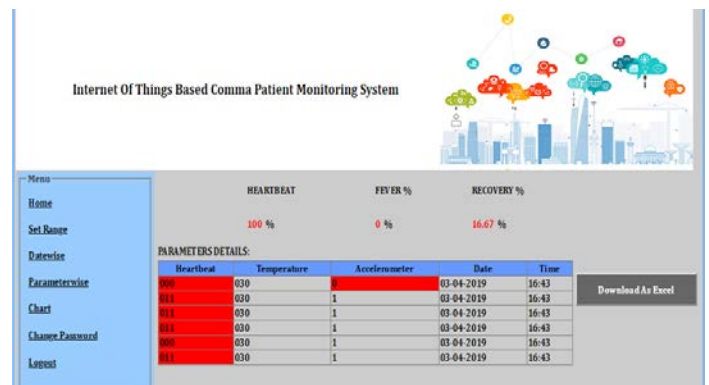 Internet Of Things Based Comma Patient Monitoring System
Menu
Home
Set Range
Datewise
Parameterwise
Chart
Change Password
Logout
HEARTBEAT FEVER % RECOVERY %
100 % 0 % 16.67 %
PARAMETERS DETAILS:
Heartbeat Temperature Accelerometer Date Time
000 030 0 03-04-2019 16:43
011 030 1 03-04-2019 16:43
011 030 1 03-04-2019 16:43
011 030 1 03-04-2019 16:43
000 030 1 03-04-2019 16:43
011 030 1 03-04-2019 16:43
Download As Excel